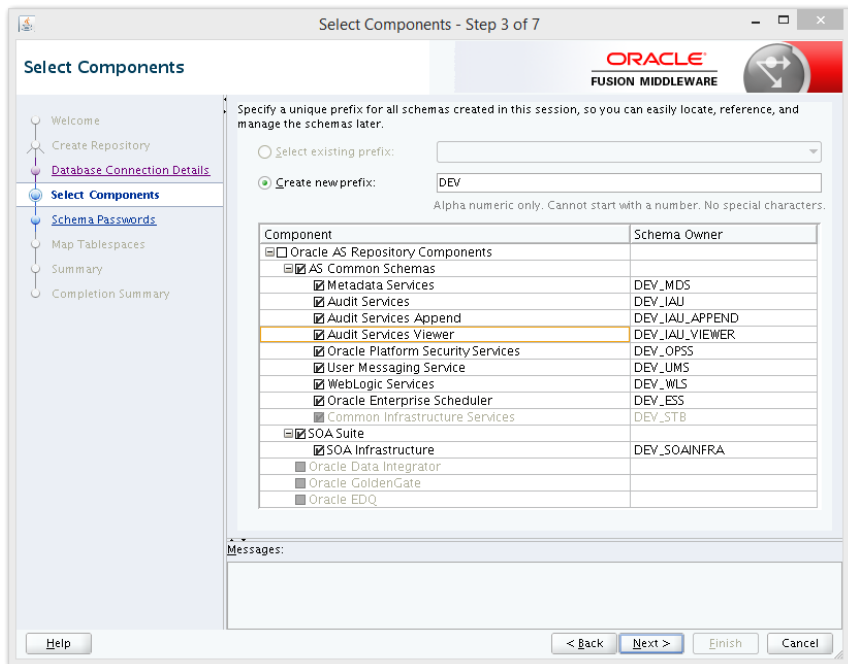 Select Components - Step 3 of 7
Select Components
ORACLE
FUSION MIDDLEWARE
Welcome
Create Repository
Database Connection Details
Select Components
Schema Passwords
Map Tablespaces
Summary
Completion Summary
Specify a unique prefix for all schemas created in this session, so you can easily locate, reference, and
manage the schemas later.
Select existing prefix:
Create new prefix: DEV
Alpha numeric only. Cannot start with a number. No special characters.
Component Schema Owner
Oracle AS Repository Components
AS Common Schemas
Metadata Services DEV_MDS
Audit Services DEV_IAU
Audit Services Append DEV_IAU_APPEND
Audit Services Viewer DEV_IAU_VIEWER
Oracle Platform Security Services DEV_OPSS
User Messaging Service DEV_UMS
WebLogic Services DEV_WLS
Oracle Enterprise Scheduler DEV_ESS
Common Infrastructure Services DEV_STB
SOA Suite
SOA Infrastructure DEV_SOAINFRA
Oracle Data Integrator
Oracle GoldenGate
Oracle EDQ
Messages:
Help < Back Next > Finish Cancel